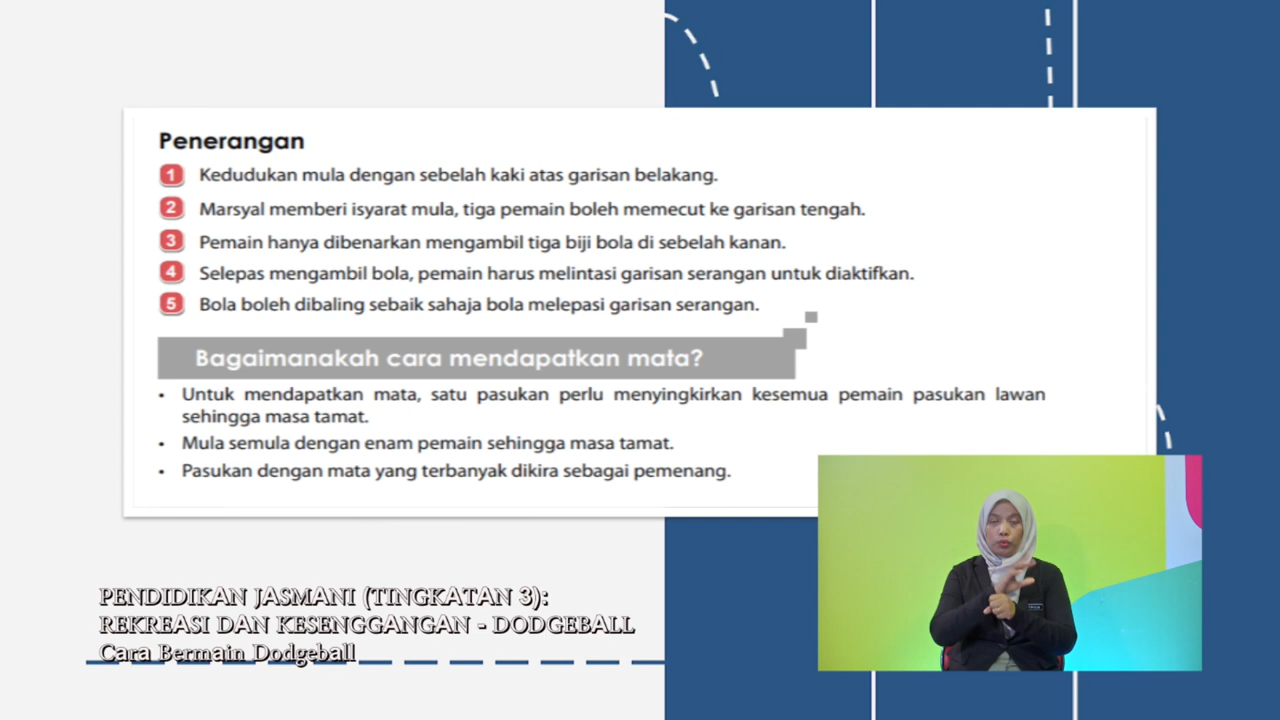 Penerangan
1 Kedudukan mula dengan sebelah kaki atas garisan belakang.
2 Marsyal memberi isyarat mula, tiga pemain boleh memecut ke garisan tengah.
3 Pemain hanya dibenarkan mengambil tiga biji bola di sebelah kanan.
4 Selepas mengambil bola, pemain harus melintasi garisan serangan untuk diaktifkan.
5 Bola boleh dibaling sebaik sahaja bola melepasi garisan serangan.
Bagaimanakah cara mendapatkan mata?
• Untuk mendapatkan mata, satu pasukan perlu menyingkirkan kesemua pemain pasukan lawan
sehingga masa tamat.
• Mula semula dengan enam pemain sehingga masa tamat.
• Pasukan dengan mata yang terbanyak dikira sebagai pemenang.
PENDIDIKAN JASMANI (TINGKATAN 3):
REKREASI DAN KESENGGANGAN - DODGEBALL
Cara Bermain Dodgeball